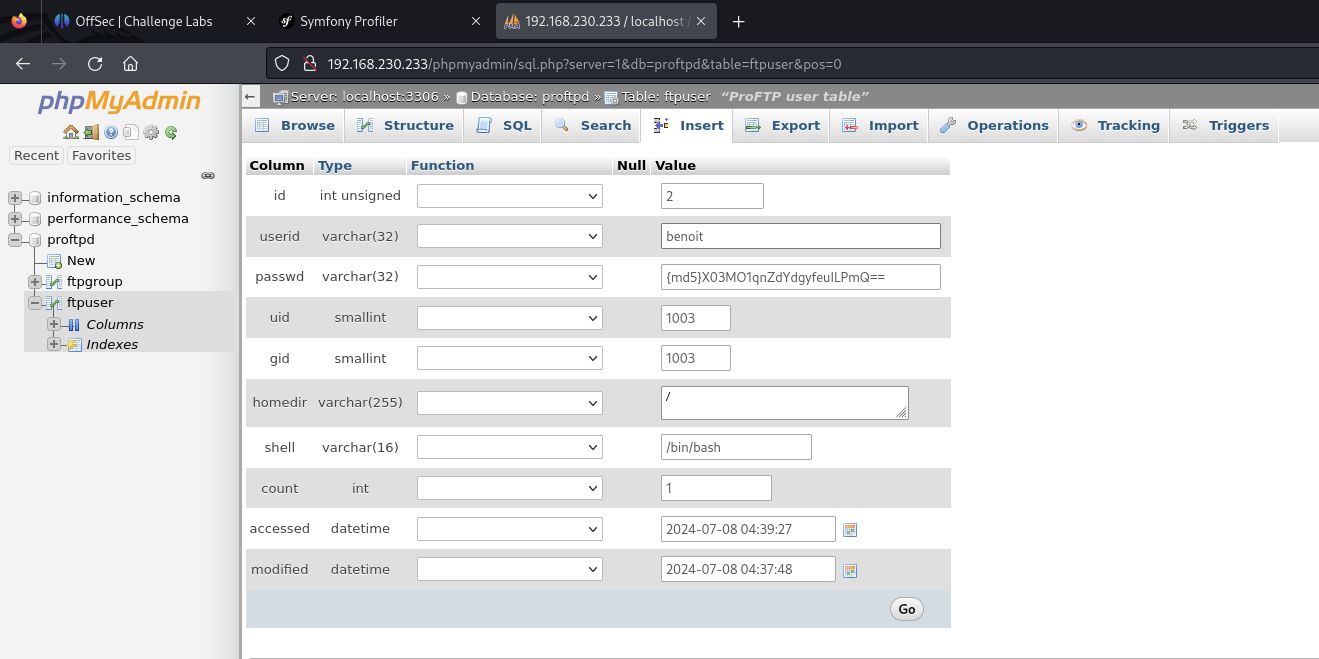 OffSec | Challenge Labs
Symfony Profiler
192.168.230.233 / localhost /
192.168.230.233/phpmyadmin/sql.php?server=1&db=proftpd&table=ftpuser&pos=0
phpMyAdmin
Recent Favorites
information_schema
performance_schema
proftpd
New
ftpgroup
ftpuser
Columns
Indexes
Server: localhost:3306 » Database: proftpd » Table: ftpuser "ProFTP user table"
Browse Structure SQL Search Insert Export Import Operations Tracking Triggers
Column Type Function Null Value
id int unsigned 2
userid varchar(32) benoit
passwd varchar(32) {md5}X03MO1qnZdYdgyfeuILPmQ==
uid smallint 1003
gid smallint 1003
homedir varchar(255) /
shell varchar(16) /bin/bash
count int 1
accessed datetime 2024-07-08 04:39:27
modified datetime 2024-07-08 04:37:48
Go